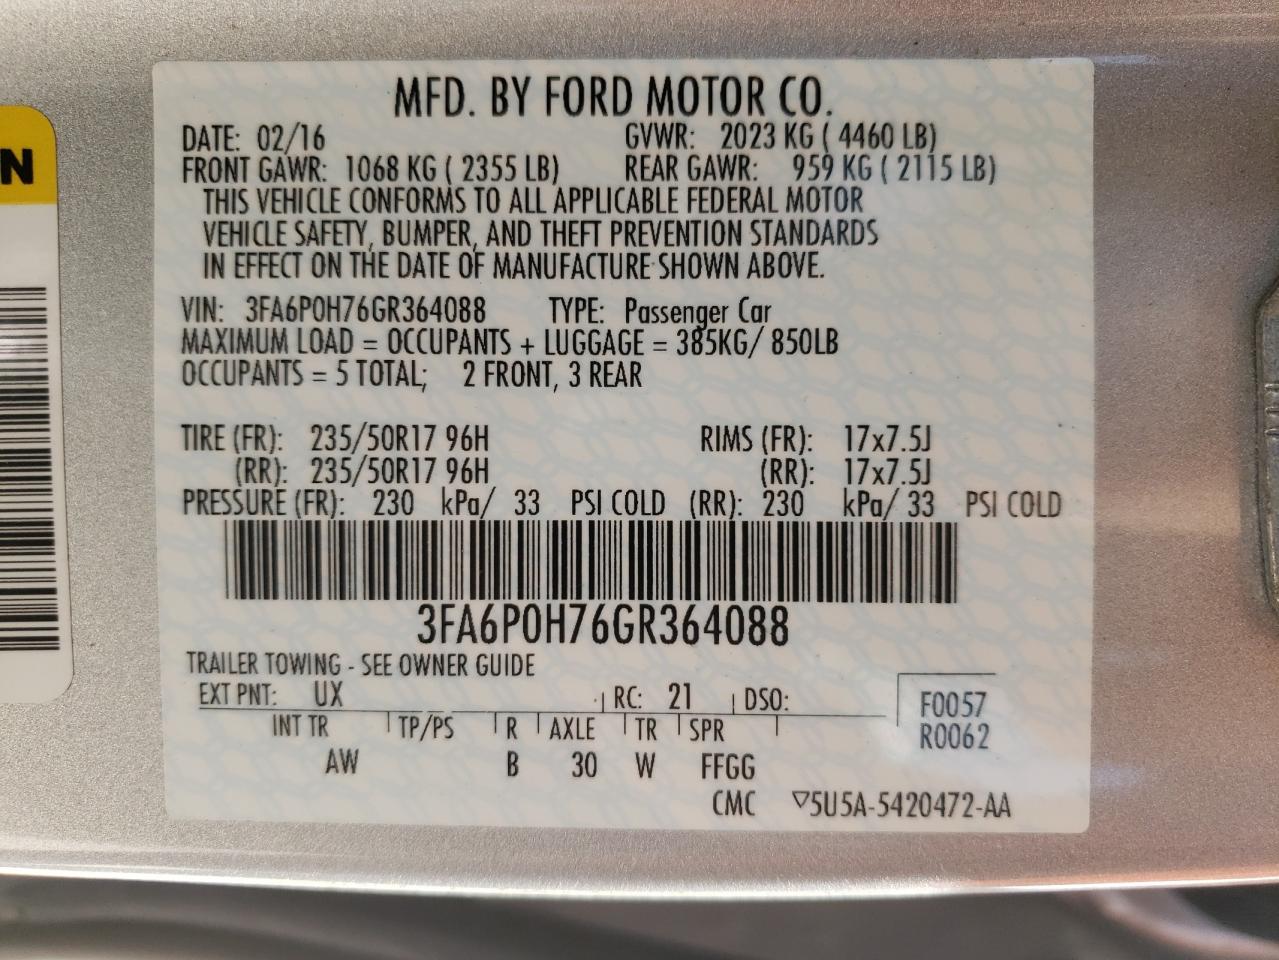 N
MFD. BY FORD MOTOR CO.
DATE: 02/16 GVWR: 2023 KG ( 4460 LB)
FRONT GAWR: 1068 KG ( 2355 LB) REAR GAWR: 959 KG ( 2115 LB)
THIS VEHICLE CONFORMS TO ALL APPLICABLE FEDERAL MOTOR
VEHICLE SAFETY, BUMPER, AND THEFT PREVENTION STANDARDS
IN EFFECT ON THE DATE OF MANUFACTURE SHOWN ABOVE.
VIN: 3FA6P0H76GR364088 TYPE: Passenger Car
MAXIMUM LOAD = OCCUPANTS + LUGGAGE = 385KG/ 850LB
OCCUPANTS = 5 TOTAL; 2 FRONT, 3 REAR
TIRE (FR): 235/50R17 96H RIMS (FR): 17x7.5J
(RR): 235/50R17 96H (RR): 17x7.5J
PRESSURE (FR): 230 kPa/ 33 PSI COLD (RR): 230 kPa/ 33 PSI COLD
3FA6P0H76GR364088
TRAILER TOWING - SEE OWNER GUIDE
EXT PNT: UX RC: 21 DSO:
F0057
INT TR TP/PS R AXLE TR SPR
R0062
AW B 30 W FFGG
CMC ▽5U5A-5420472-AA